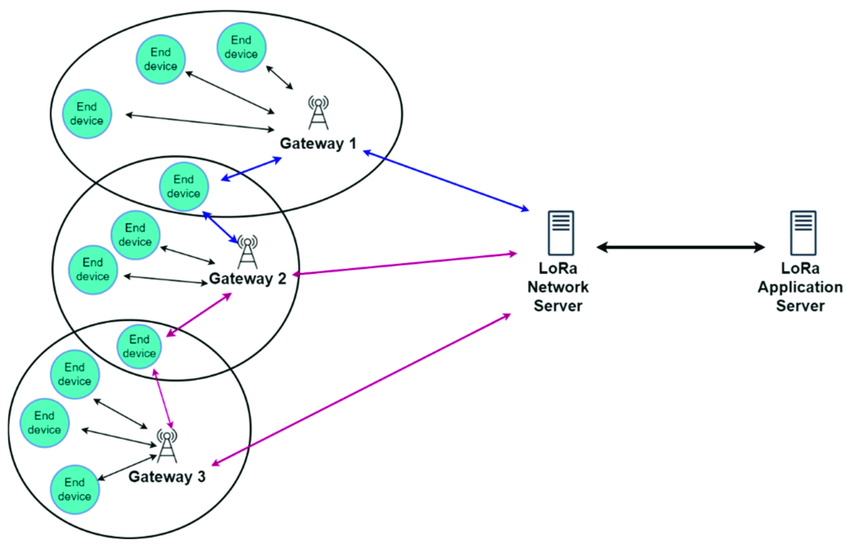 End
device
End
device
End
device
Gateway 1
End
device
End
device
End
device
Gateway 2
End
device
End
device
End
device
End
device
Gateway 3
LoRa
Network
Server
LoRa
Application
Server